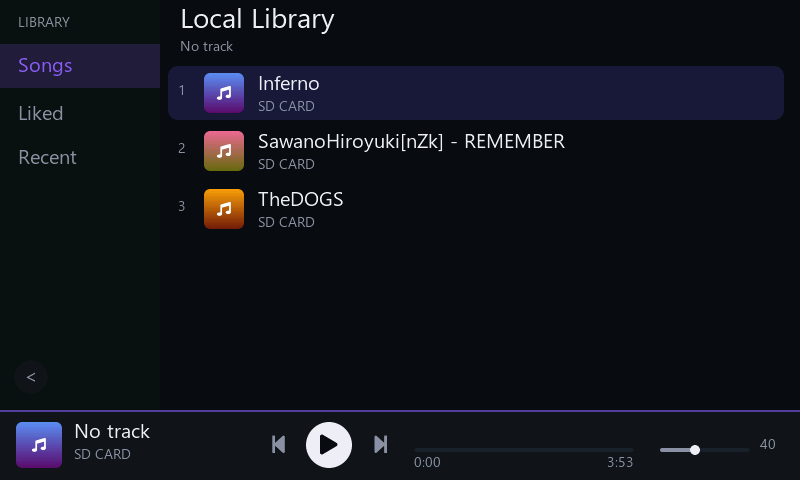 LIBRARY
Songs
Liked
Recent
<
Local Library
No track
1
Inferno
SD CARD
2
SawanoHiroyuki[nZk] - REMEMBER
SD CARD
3
TheDOGS
SD CARD
No track
SD CARD
0:00
3:53
40